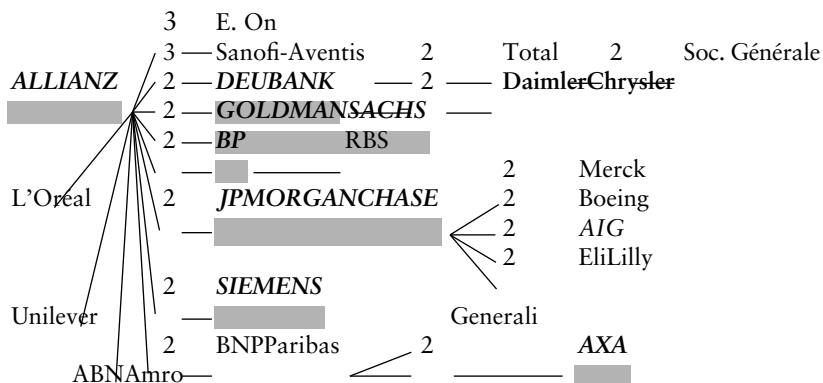 3 E. On
3 Sanofi-Aventis 2 Total 2 Soc. Générale
ALLIANZ 2 DEUBANK 2 DaimlerChrysler
2 GOLDMANSACHS
2 BP RBS
2 Merck
L'Oréal 2 JPMORGANCHASE 2 Boeing
2 AIG
2 EliLilly
2 SIEMENS
Unilever Generali
2 BNPParibas 2 AXA
ABNAmro